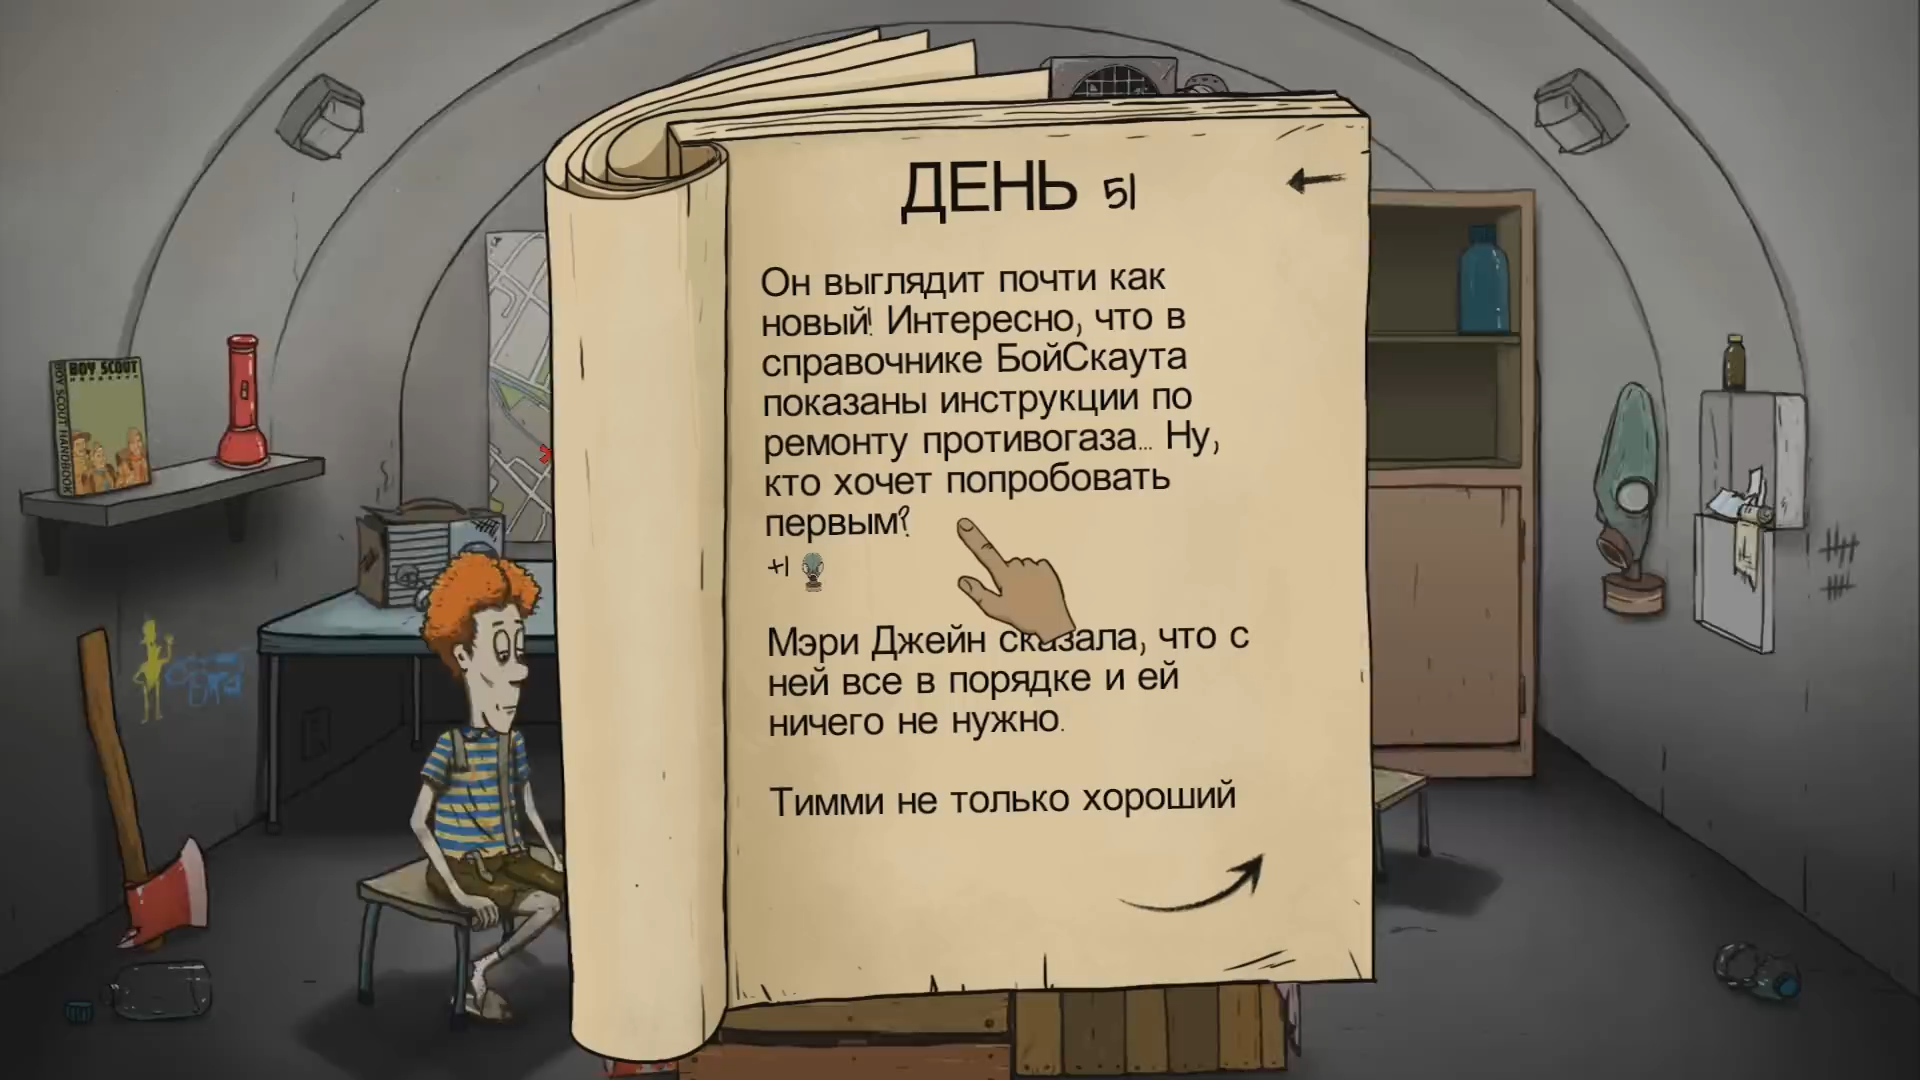 ДЕНЬ 51
Он выглядит почти как
новый! Интересно, что в
справочнике БойСкаута
показаны инструкции по
ремонту противогаза... Ну,
кто хочет попробовать
первым?
+1
Мэри Джейн сказала, что с
ней все в порядке и ей
ничего не нужно.
Тимми не только хороший
BOY SCOUT
HANDBOOK
BOY SCOUT HANDBOOK